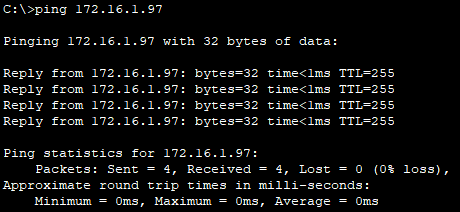 C:\>ping 172.16.1.97
Pinging 172.16.1.97 with 32 bytes of data:
Reply from 172.16.1.97: bytes=32 time<1ms TTL=255
Reply from 172.16.1.97: bytes=32 time<1ms TTL=255
Reply from 172.16.1.97: bytes=32 time<1ms TTL=255
Reply from 172.16.1.97: bytes=32 time<1ms TTL=255
Ping statistics for 172.16.1.97:
    Packets: Sent = 4, Received = 4, Lost = 0 (0% loss),
Approximate round trip times in milli-seconds:
    Minimum = 0ms, Maximum = 0ms, Average = 0ms